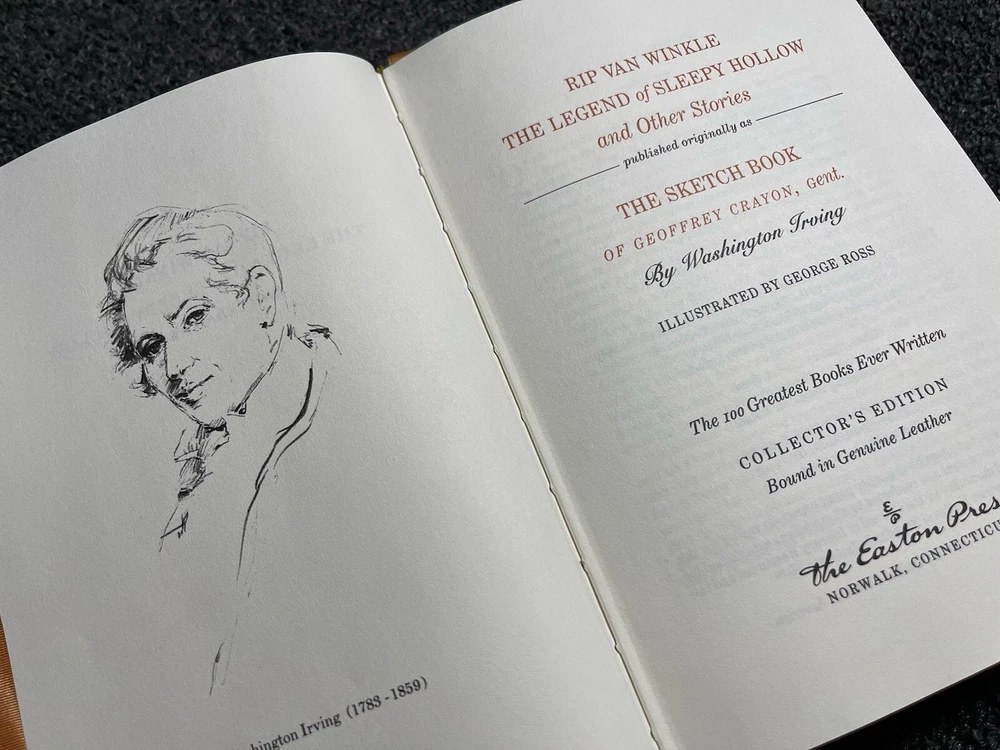 hington Irving (1783 - 1859)
RIP VAN WINKLE
THE LEGEND of SLEEPY HOLLOW
and Other Stories
published originally as
THE SKETCH BOOK
OF GEOFFREY CRAYON, Gent.
By Washington Irving
ILLUSTRATED BY GEORGE ROSS
The 100 Greatest Books Ever Written
COLLECTOR'S EDITION
Bound in Genuine Leather
The Easton Pres
NORWALK, CONNECTICU